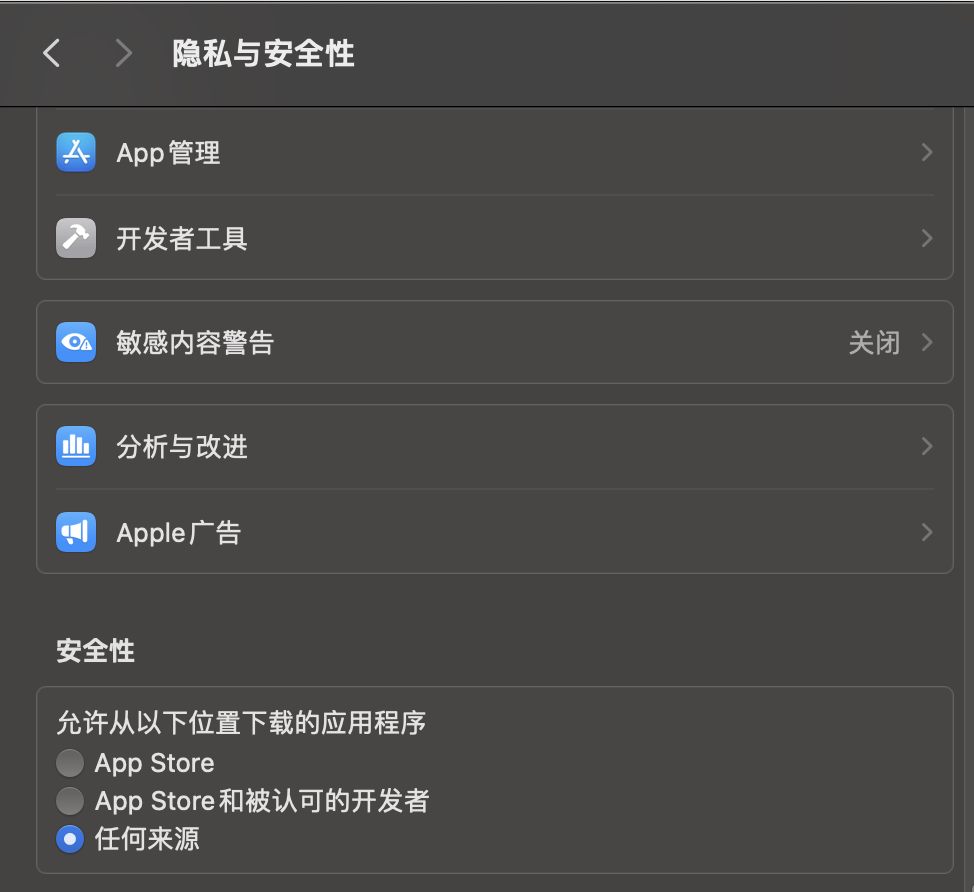 隐私与安全性
App管理
开发者工具
敏感内容警告 关闭
分析与改进
Apple广告
安全性
允许从以下位置下载的应用程序
App Store
App Store和被认可的开发者
任何来源